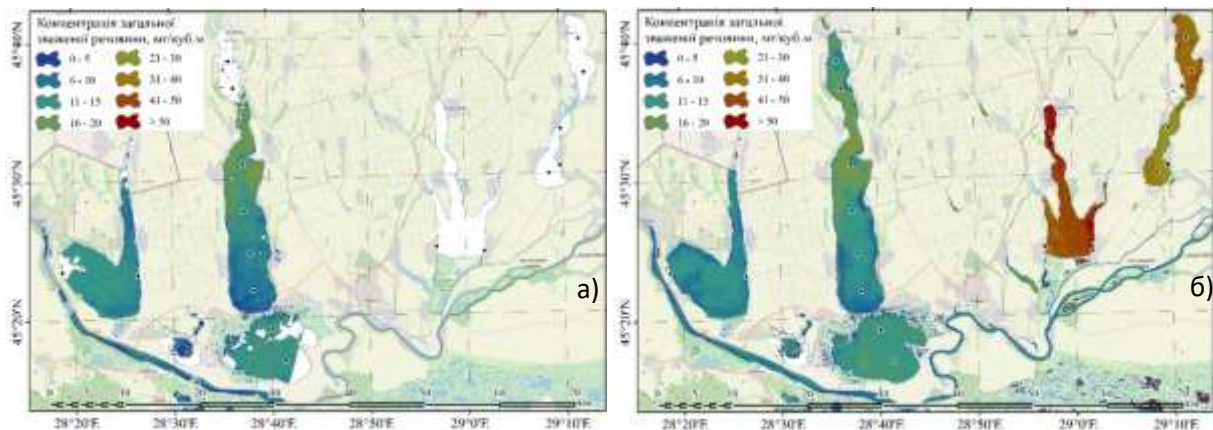 Концентрація загальної
зваженої речовини, мг/куб.м
0 - 5
21 - 30
6 - 10
31 - 40
11 - 15
41 - 50
16 - 20
> 50
45°40'N
45°30'N
45°20'N
28°20'E
28°30'E
28°40'E
28°50'E
29°0'E
29°10'E
а)
Концентрація загальної
зваженої речовини, мг/куб.м
0 - 5
21 - 30
6 - 10
31 - 40
11 - 15
41 - 50
16 - 20
> 50
45°40'N
45°30'N
45°20'N
28°20'E
28°30'E
28°40'E
28°50'E
29°0'E
29°10'E
б)